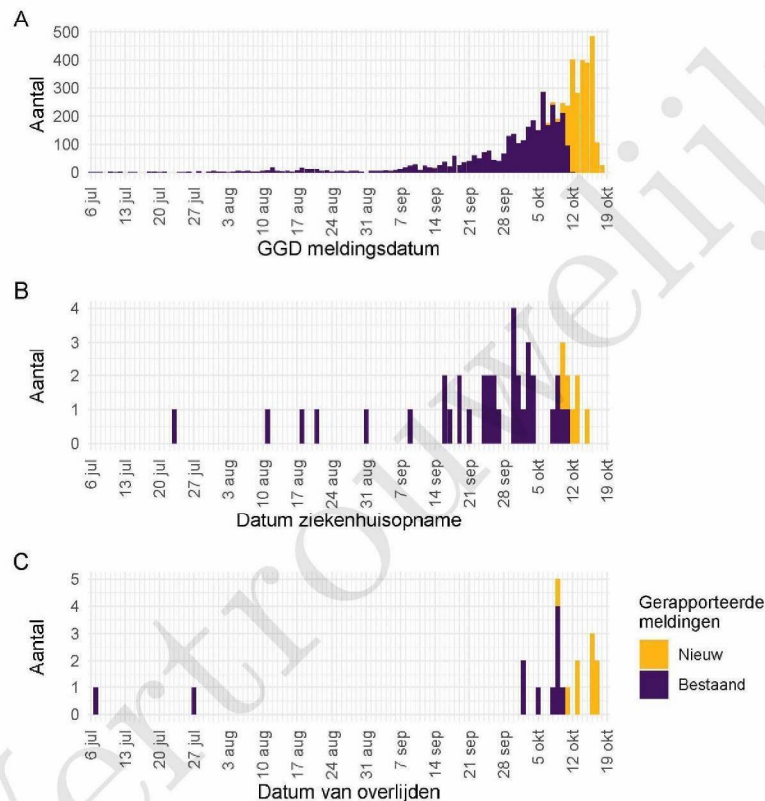 A
500
400
300
200
100
0
Aantal
6 jul
13 jul
20 jul
27 jul
3 aug
10 aug
17 aug
24 aug
31 aug
7 sep
14 sep
21 sep
28 sep
5 okt
12 okt
19 okt
GGD meldingsdatum
B
4
3
2
1
0
Aantal
6 jul
13 jul
20 jul
27 jul
3 aug
10 aug
17 aug
24 aug
31 aug
7 sep
14 sep
21 sep
28 sep
5 okt
12 okt
19 okt
Datum ziekenhuisopname
C
5
4
3
2
1
0
Aantal
6 jul
13 jul
20 jul
27 jul
3 aug
10 aug
17 aug
24 aug
31 aug
7 sep
14 sep
21 sep
28 sep
5 okt
12 okt
19 okt
Datum van overlijden
Gerapporteerde
meldingen
Nieuw
Bestaand
Vertrouwelijk